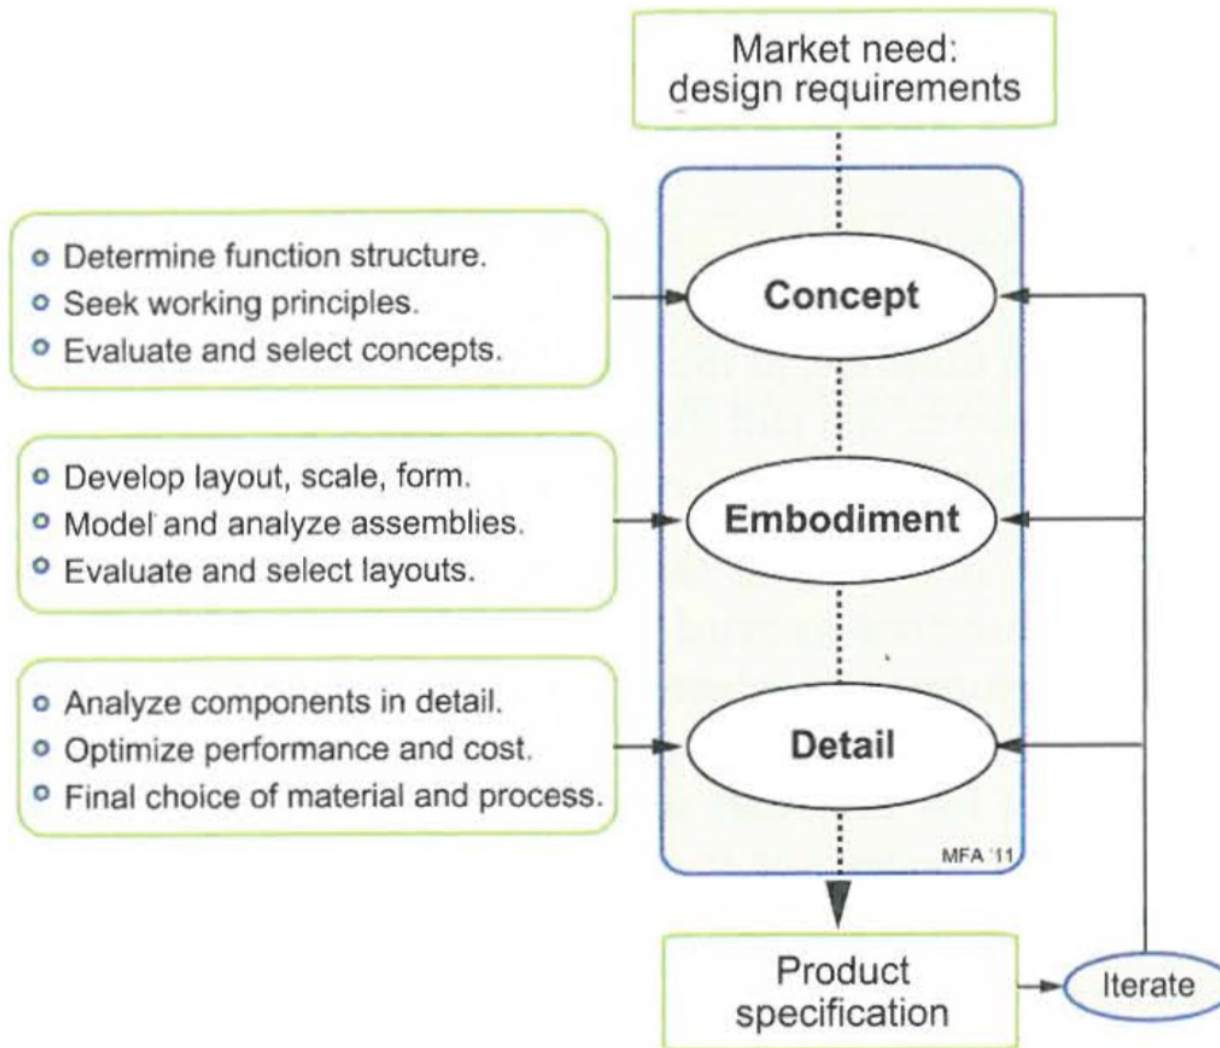 Market need:
design requirements
Determine function structure.
Seek working principles.
Evaluate and select concepts.
Concept
Develop layout, scale, form.
Model and analyze assemblies.
Evaluate and select layouts.
Embodiment
Analyze components in detail.
Optimize performance and cost.
Final choice of material and process.
Detail
MFA '11
Product
specification
Iterate